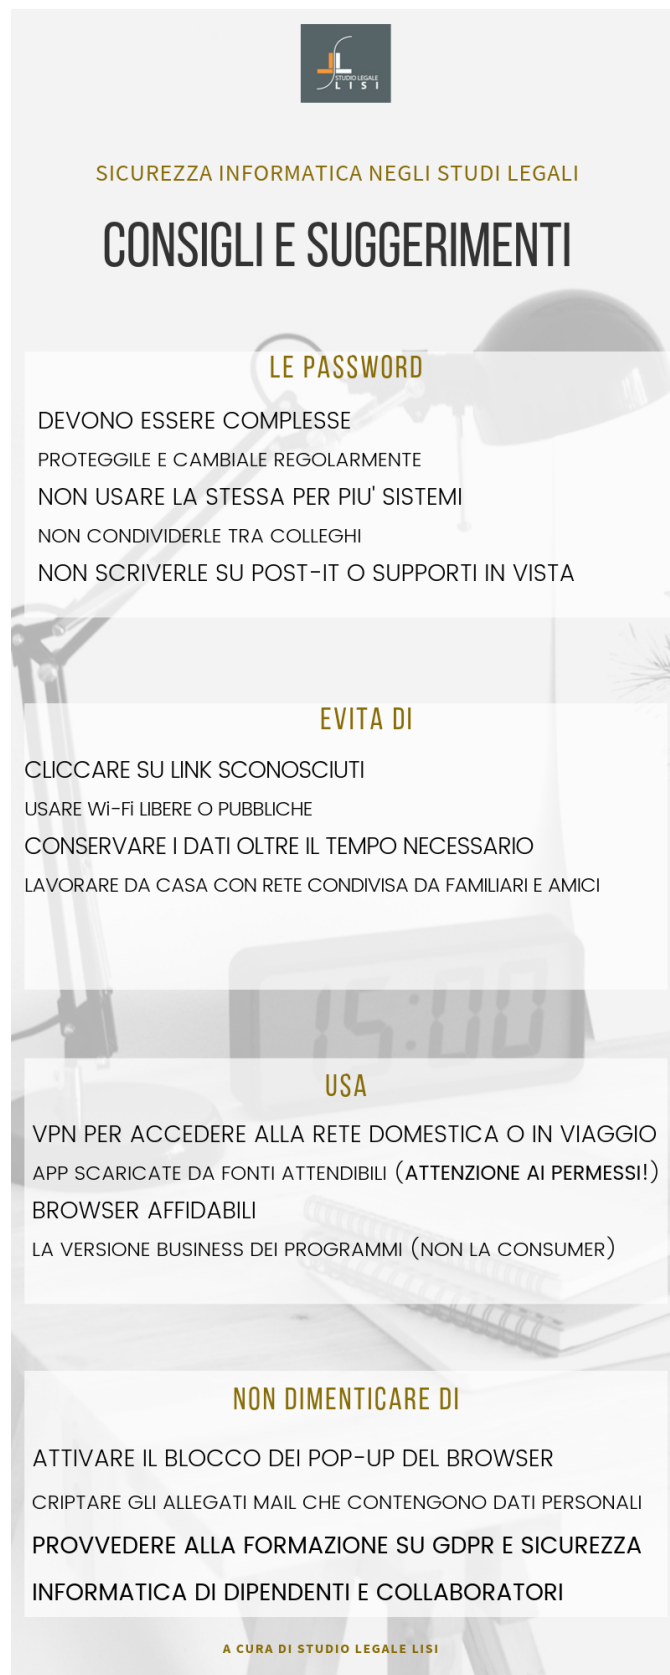 STUDIO LEGALE
LISI
SICUREZZA INFORMATICA NEGLI STUDI LEGALI
CONSIGLI E SUGGERIMENTI
LE PASSWORD
DEVONO ESSERE COMPLESSE
PROTEGGILE E CAMBIALE REGOLARMENTE
NON USARE LA STESSA PER PIU' SISTEMI
NON CONDIVIDERLE TRA COLLEGHI
NON SCRIVERLE SU POST-IT O SUPPORTI IN VISTA
EVITA DI
CLICCARE SU LINK SCONOSCIUTI
USARE Wi-Fi LIBERE O PUBBLICHE
CONSERVARE I DATI OLTRE IL TEMPO NECESSARIO
LAVORARE DA CASA CON RETE CONDIVISA DA FAMILIARI E AMICI
15:00
USA
VPN PER ACCEDERE ALLA RETE DOMESTICA O IN VIAGGIO
APP SCARICATE DA FONTI ATTENDIBILI (ATTENZIONE AI PERMESSI!)
BROWSER AFFIDABILI
LA VERSIONE BUSINESS DEI PROGRAMMI (NON LA CONSUMER)
NON DIMENTICARE DI
ATTIVARE IL BLOCCO DEI POP-UP DEL BROWSER
CRIPTARE GLI ALLEGATI MAIL CHE CONTENGONO DATI PERSONALI
PROVVEDERE ALLA FORMAZIONE SU GDPR E SICUREZZA
INFORMATICA DI DIPENDENTI E COLLABORATORI
A CURA DI STUDIO LEGALE LISI